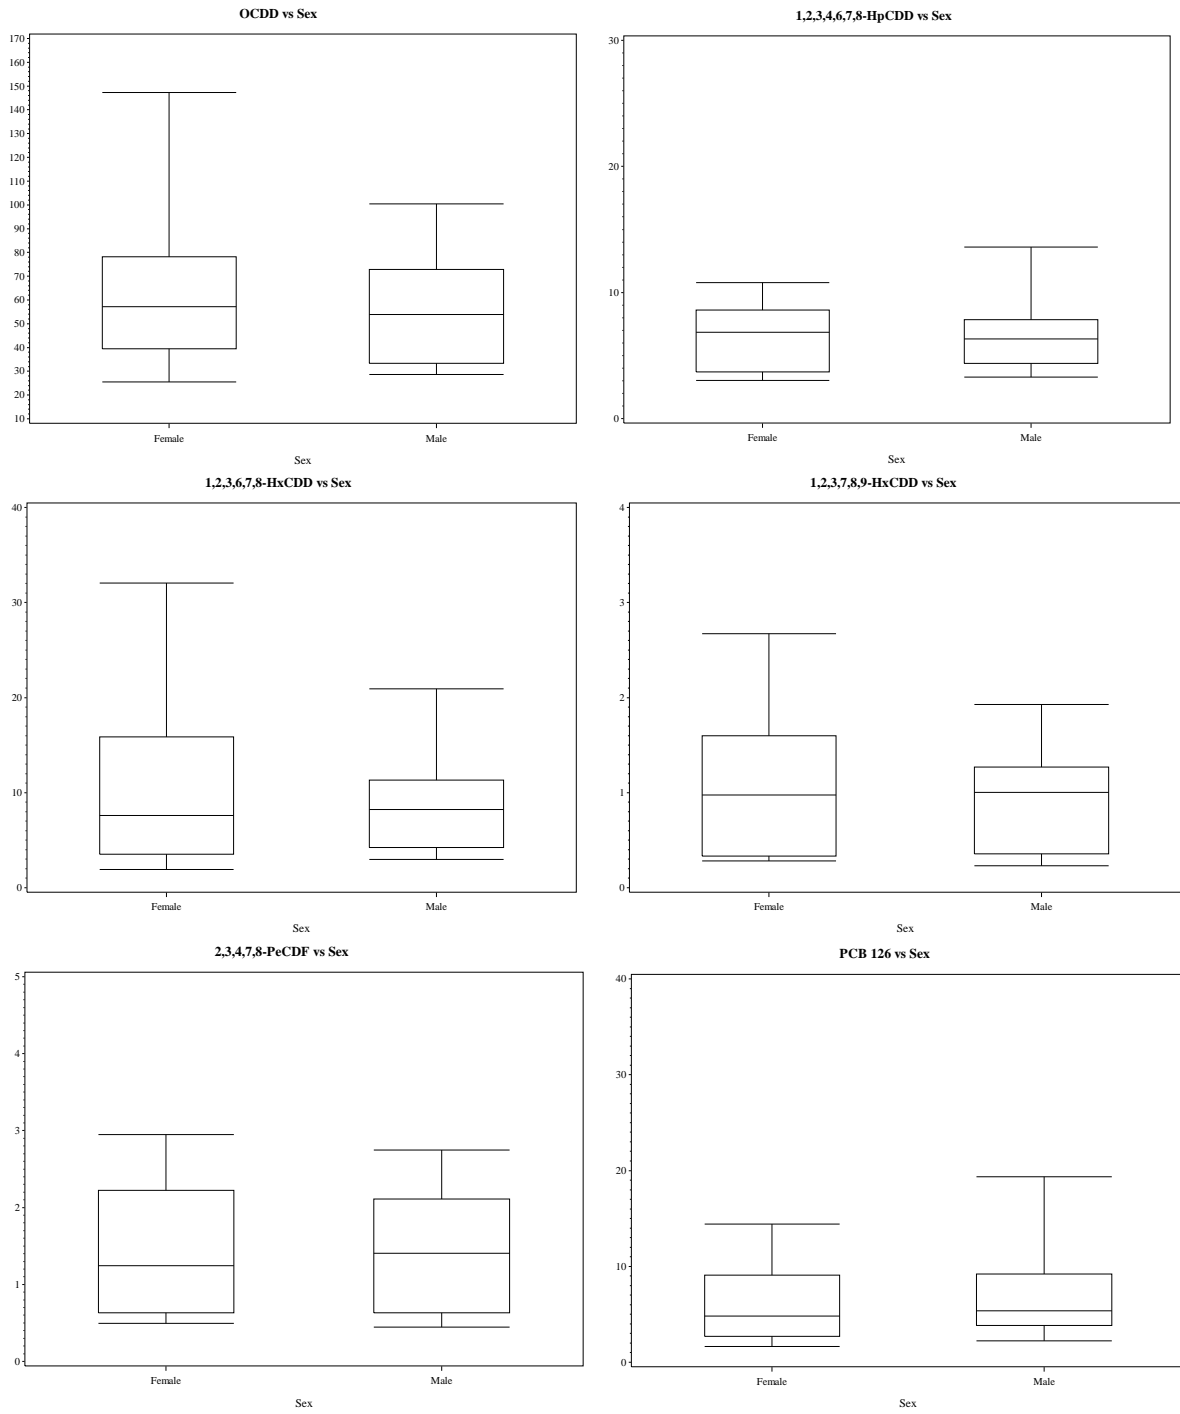 OCDD vs Sex
170
160
150
140
130
120
110
100
90
80
70
60
50
40
30
20
10
Female
Male
Sex
1,2,3,4,6,7,8-HpCDD vs Sex
30
20
10
0
Female
Male
Sex
1,2,3,6,7,8-HxCDD vs Sex
40
30
20
10
0
Female
Male
Sex
1,2,3,7,8,9-HxCDD vs Sex
4
3
2
1
0
Female
Male
Sex
2,3,4,7,8-PeCDF vs Sex
5
4
3
2
1
0
Female
Male
Sex
PCB 126 vs Sex
40
30
20
10
0
Female
Male
Sex